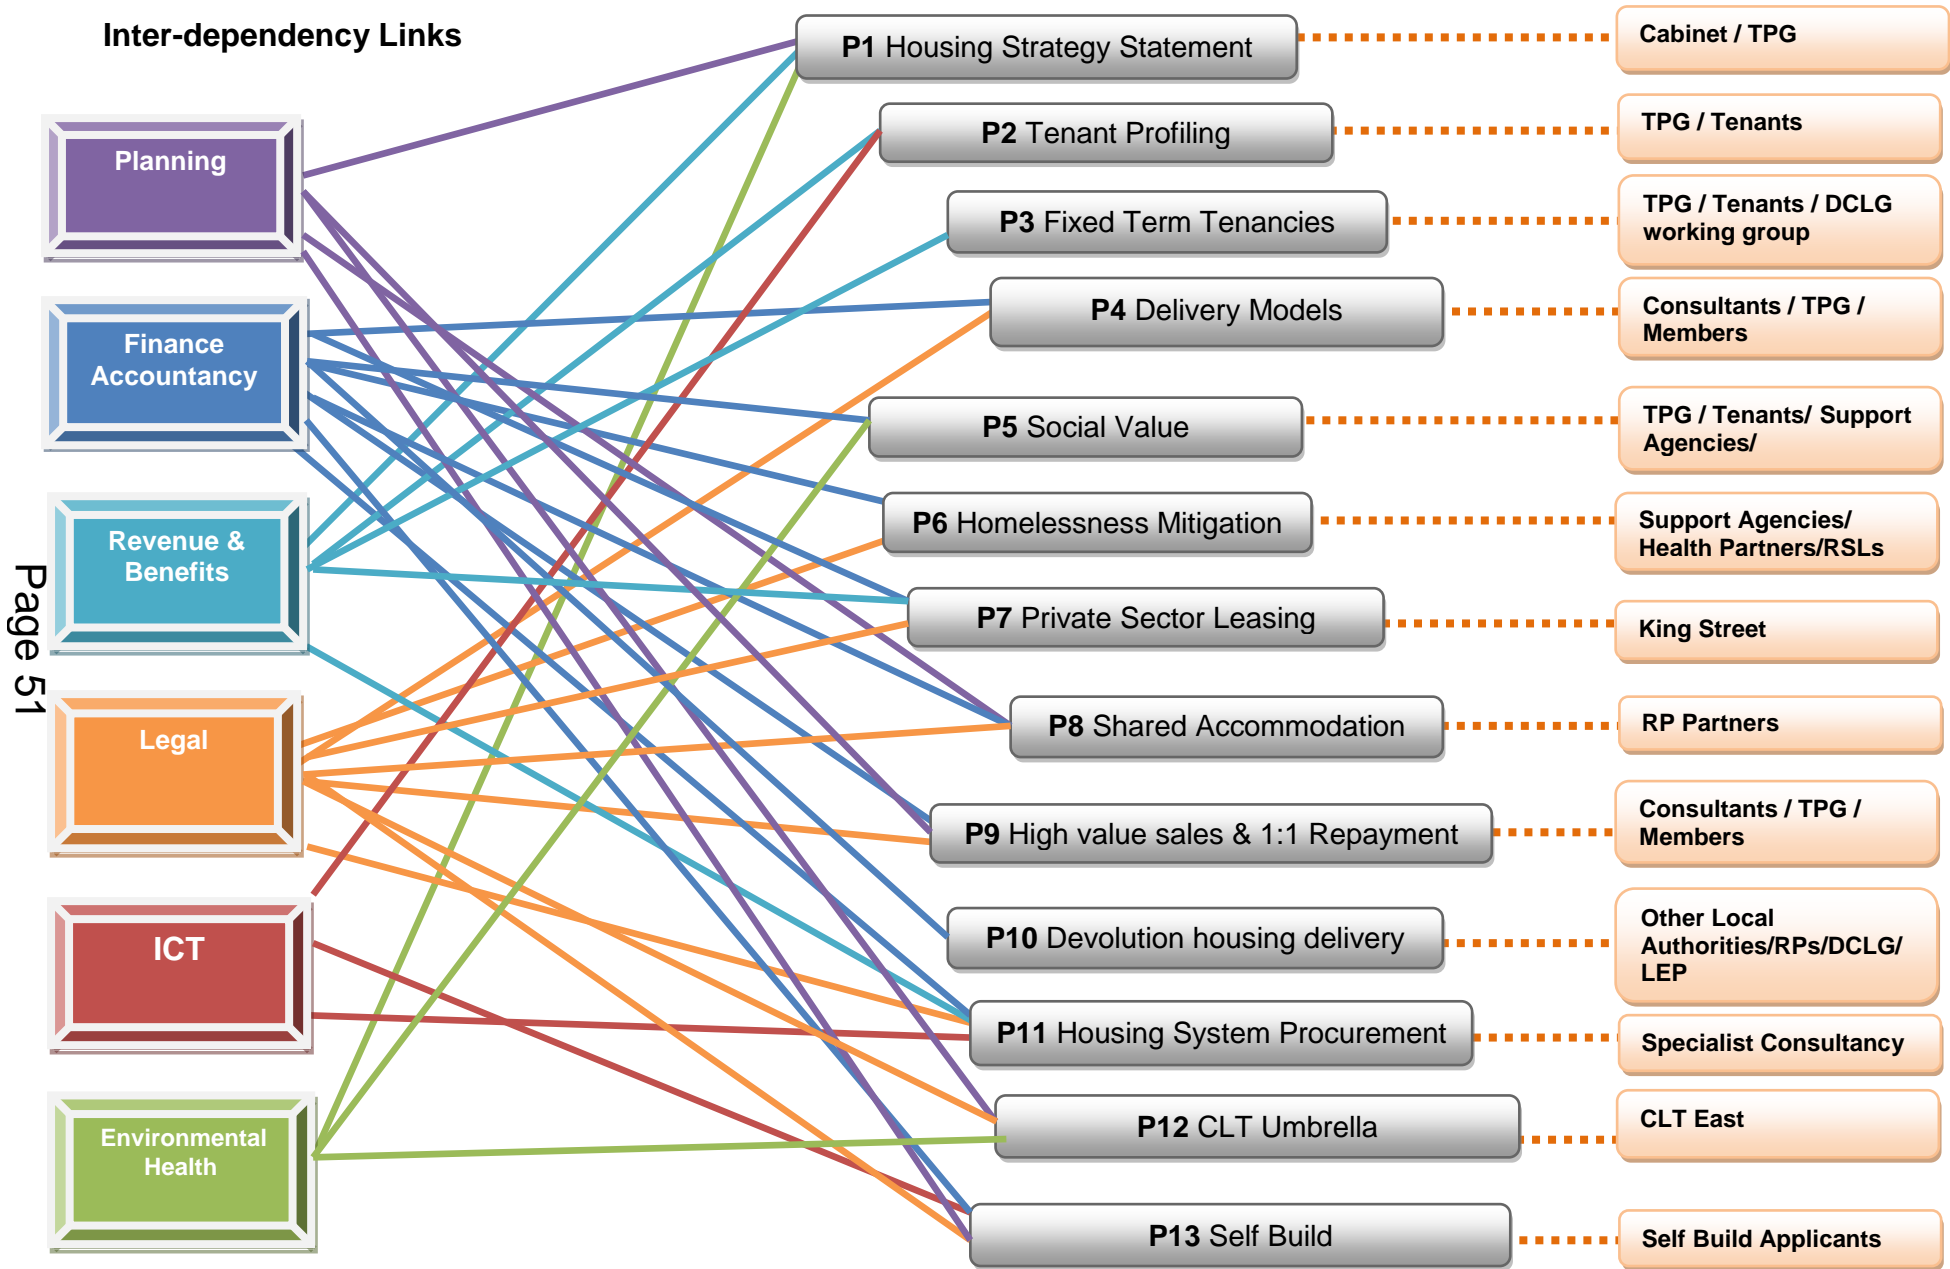 Inter-dependency Links
Planning
Finance
Accountancy
Revenue &
Benefits
Legal
ICT
Environmental
Health
P1 Housing Strategy Statement
P2 Tenant Profiling
P3 Fixed Term Tenancies
P4 Delivery Models
P5 Social Value
P6 Homelessness Mitigation
P7 Private Sector Leasing
P8 Shared Accommodation
P9 High value sales & 1:1 Repayment
P10 Devolution housing delivery
P11 Housing System Procurement
P12 CLT Umbrella
P13 Self Build
Cabinet / TPG
TPG / Tenants
TPG / Tenants / DCLG
working group
Consultants / TPG /
Members
TPG / Tenants/ Support
Agencies/
Support Agencies/
Health Partners/RSLs
King Street
RP Partners
Consultants / TPG /
Members
Other Local
Authorities/RPs/DCLG/
LEP
Specialist Consultancy
CLT East
Self Build Applicants
Page 51